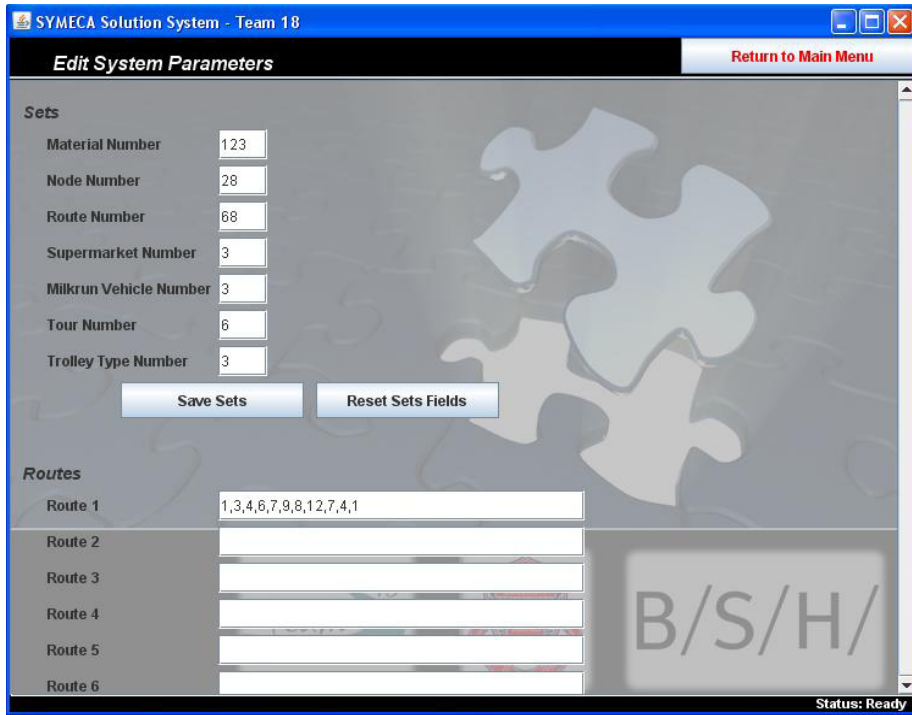 SYMECA Solution System - Team 18
Edit System Parameters
Return to Main Menu
Sets
Material Number 123
Node Number 28
Route Number 68
Supermarket Number 3
Milkrun Vehicle Number 3
Tour Number 6
Trolley Type Number 3
Save Sets Reset Sets Fields
Routes
Route 1 1,3,4,6,7,9,8,12,7,4,1
Route 2
Route 3
Route 4
Route 5
Route 6
B/S/H/
Status: Ready